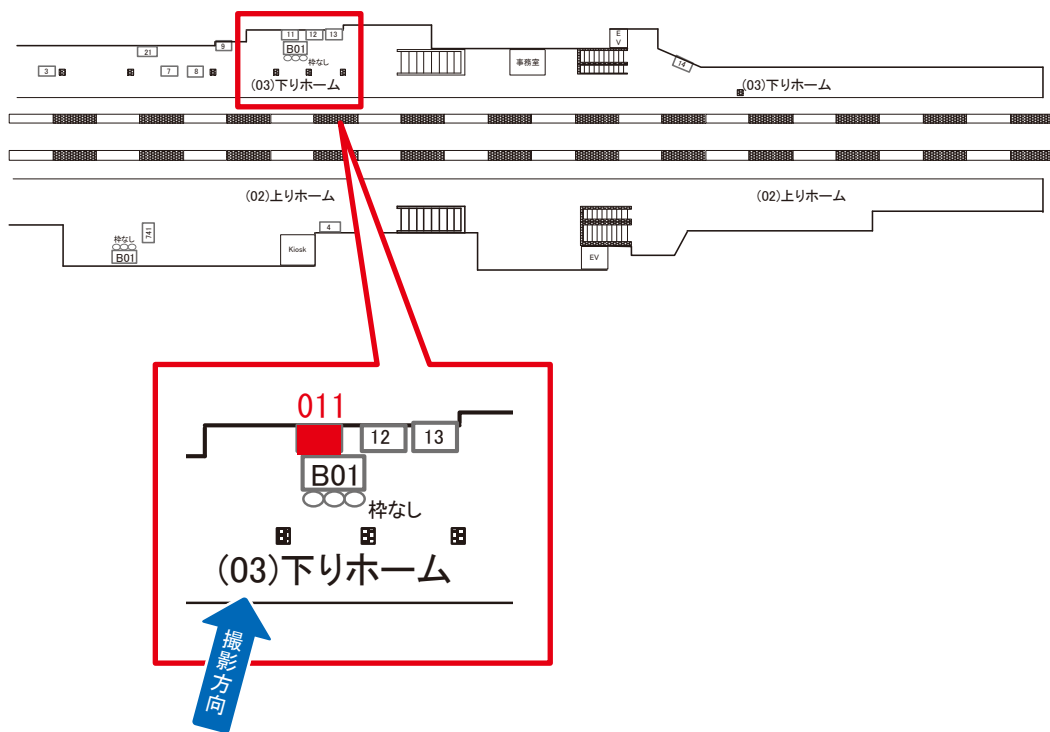 21
9
11 12 13
B01
枠なし
3
7
8
(03)下りホーム
事務室
E
V
14
(03)下りホーム
(02)上りホーム
(02)上りホーム
枠なし
B01
741
4
Kiosk
EV
011
12
13
B01
枠なし
(03)下りホーム
撮影方向